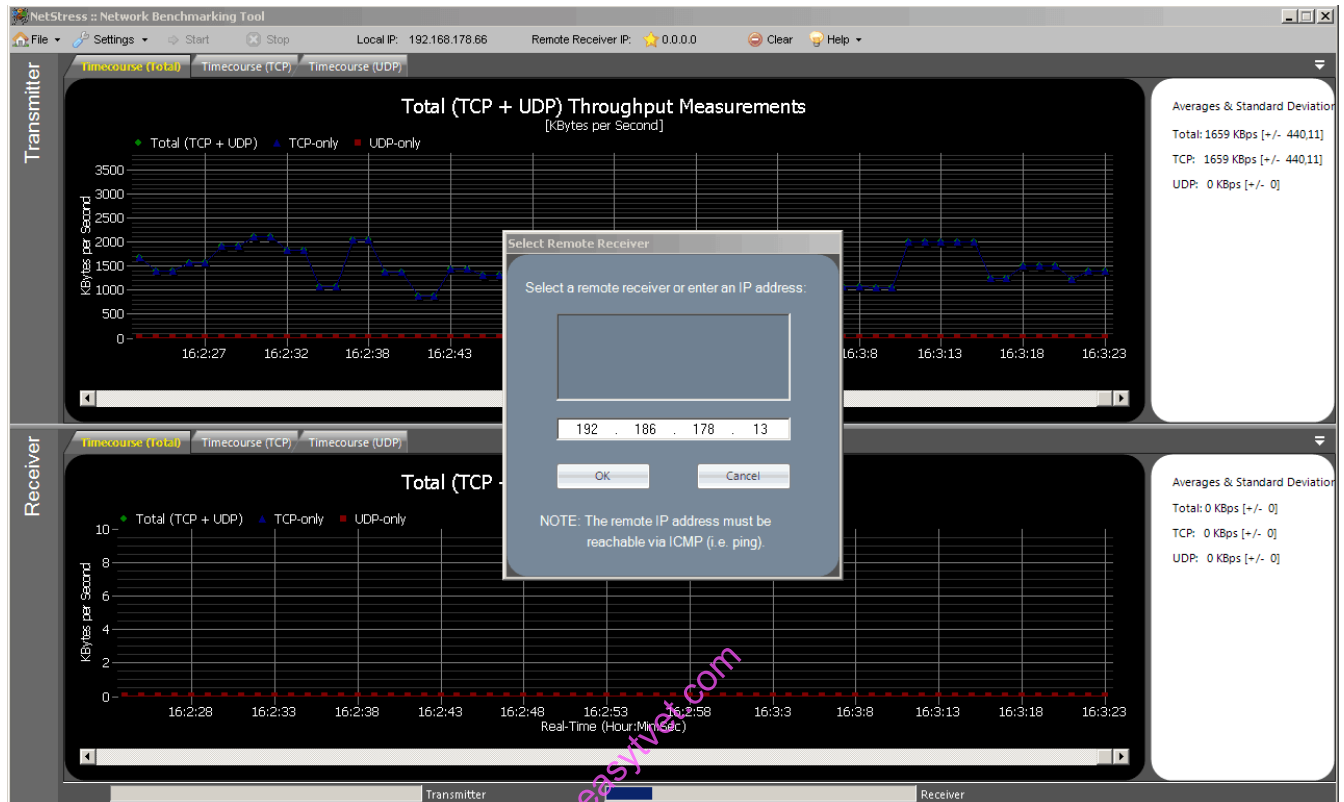 NetStress :: Network Benchmarking Tool
File Settings Start Stop Local IP: 192.168.178.66 Remote Receiver IP: 0.0.0.0 Clear Help
Transmitter
Timecourse (Total) Timecourse (TCP) Timecourse (UDP)
Total (TCP + UDP) Throughput Measurements
[KBytes per Second]
Total (TCP + UDP) TCP-only UDP-only
KBytes per Second
3500
3000
2500
2000
1500
1000
500
0
16:2:27 16:2:32 16:2:38 16:2:43 16:3:8 16:3:13 16:3:18 16:3:23
Averages & Standard Deviation
Total: 1659 KBps [+/- 440,11]
TCP: 1659 KBps [+/- 440,11]
UDP: 0 KBps [+/- 0]
Select Remote Receiver
Select a remote receiver or enter an IP address:
192 . 186 . 178 . 13
OK Cancel
NOTE: The remote IP address must be
reachable via ICMP (i.e. ping).
Receiver
Timecourse (Total) Timecourse (TCP) Timecourse (UDP)
Total (TCP
Total (TCP + UDP) TCP-only UDP-only
KBytes per Second
10
8
6
4
2
0
16:2:28 16:2:33 16:2:38 16:2:43 16:2:48 16:2:53 16:2:58 16:3:3 16:3:8 16:3:13 16:3:18 16:3:23
Real-Time (Hour:Min:Sec)
Averages & Standard Deviation
Total: 0 KBps [+/- 0]
TCP: 0 KBps [+/- 0]
UDP: 0 KBps [+/- 0]
Transmitter Receiver
easytvet.com